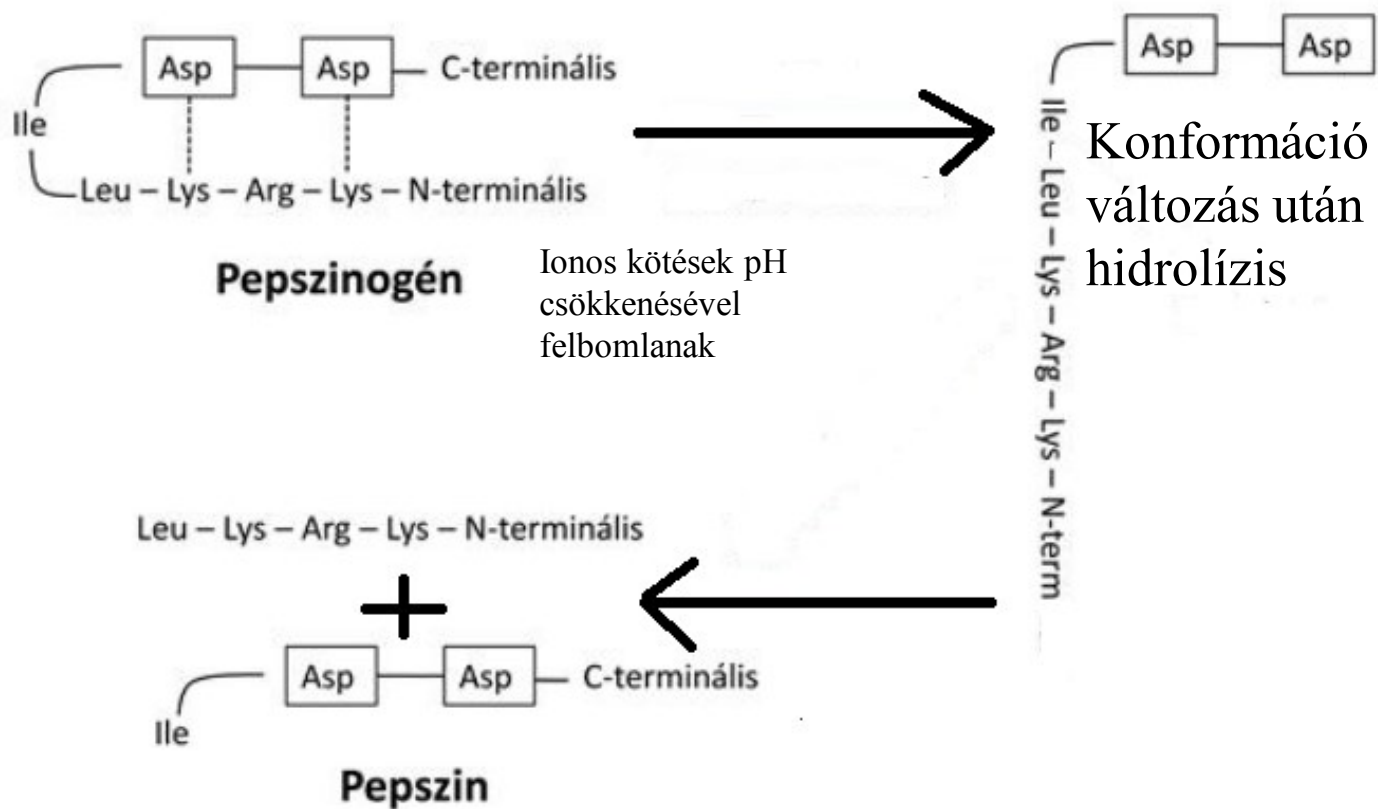 Asp Asp C-terminális
Ile
Leu – Lys – Arg – Lys – N-terminális
Pepszinogén
Ionos kötések pH
csökkenésével
felbomlanak
Asp Asp
Ile – Leu – Lys – Arg – Lys – N-term
Konformáció
változás után
hidrolízis
Leu – Lys – Arg – Lys – N-terminális
+
Asp Asp C-terminális
Ile
Pepszin